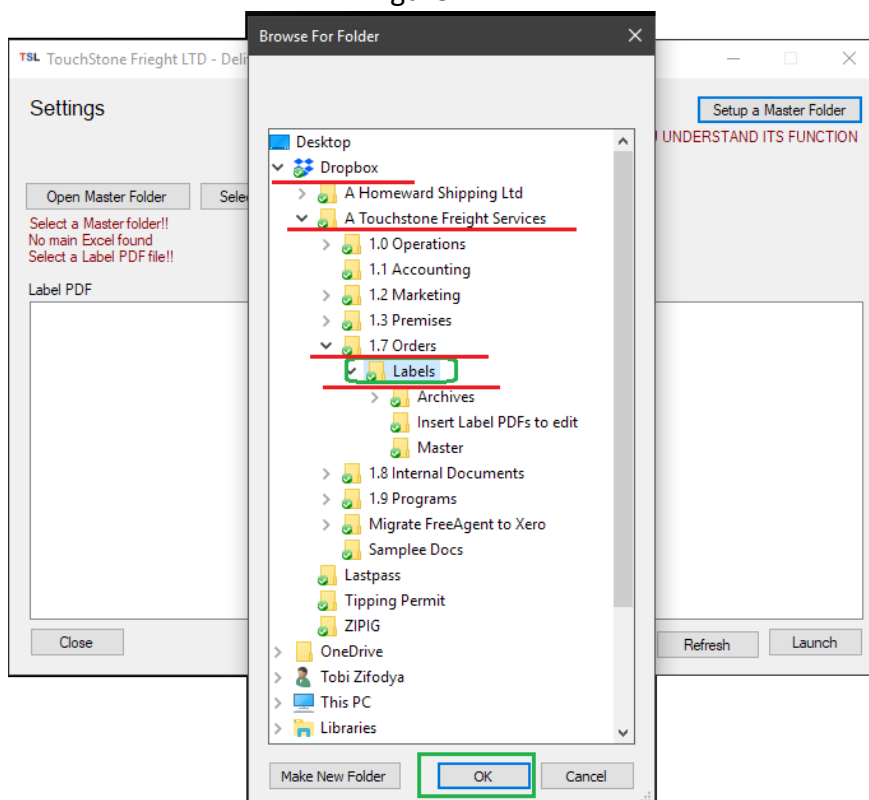 Browse For Folder
TSL TouchStone Frieght LTD - Deli
Settings
Setup a Master Folder
UNDERSTAND ITS FUNCTION
Open Master Folder
Select a Master folder!!
No main Excel found
Select a Label PDF file!!
Label PDF
Desktop
Dropbox
A Homeward Shipping Ltd
A Touchstone Freight Services
1.0 Operations
1.1 Accounting
1.2 Marketing
1.3 Premises
1.7 Orders
Labels
Archives
Insert Label PDFs to edit
Master
1.8 Internal Documents
1.9 Programs
Migrate FreeAgent to Xero
Samplee Docs
Lastpass
Tipping Permit
ZIPIG
OneDrive
Tobi Zifodya
This PC
Libraries
Close
Refresh
Launch
Make New Folder
OK
Cancel